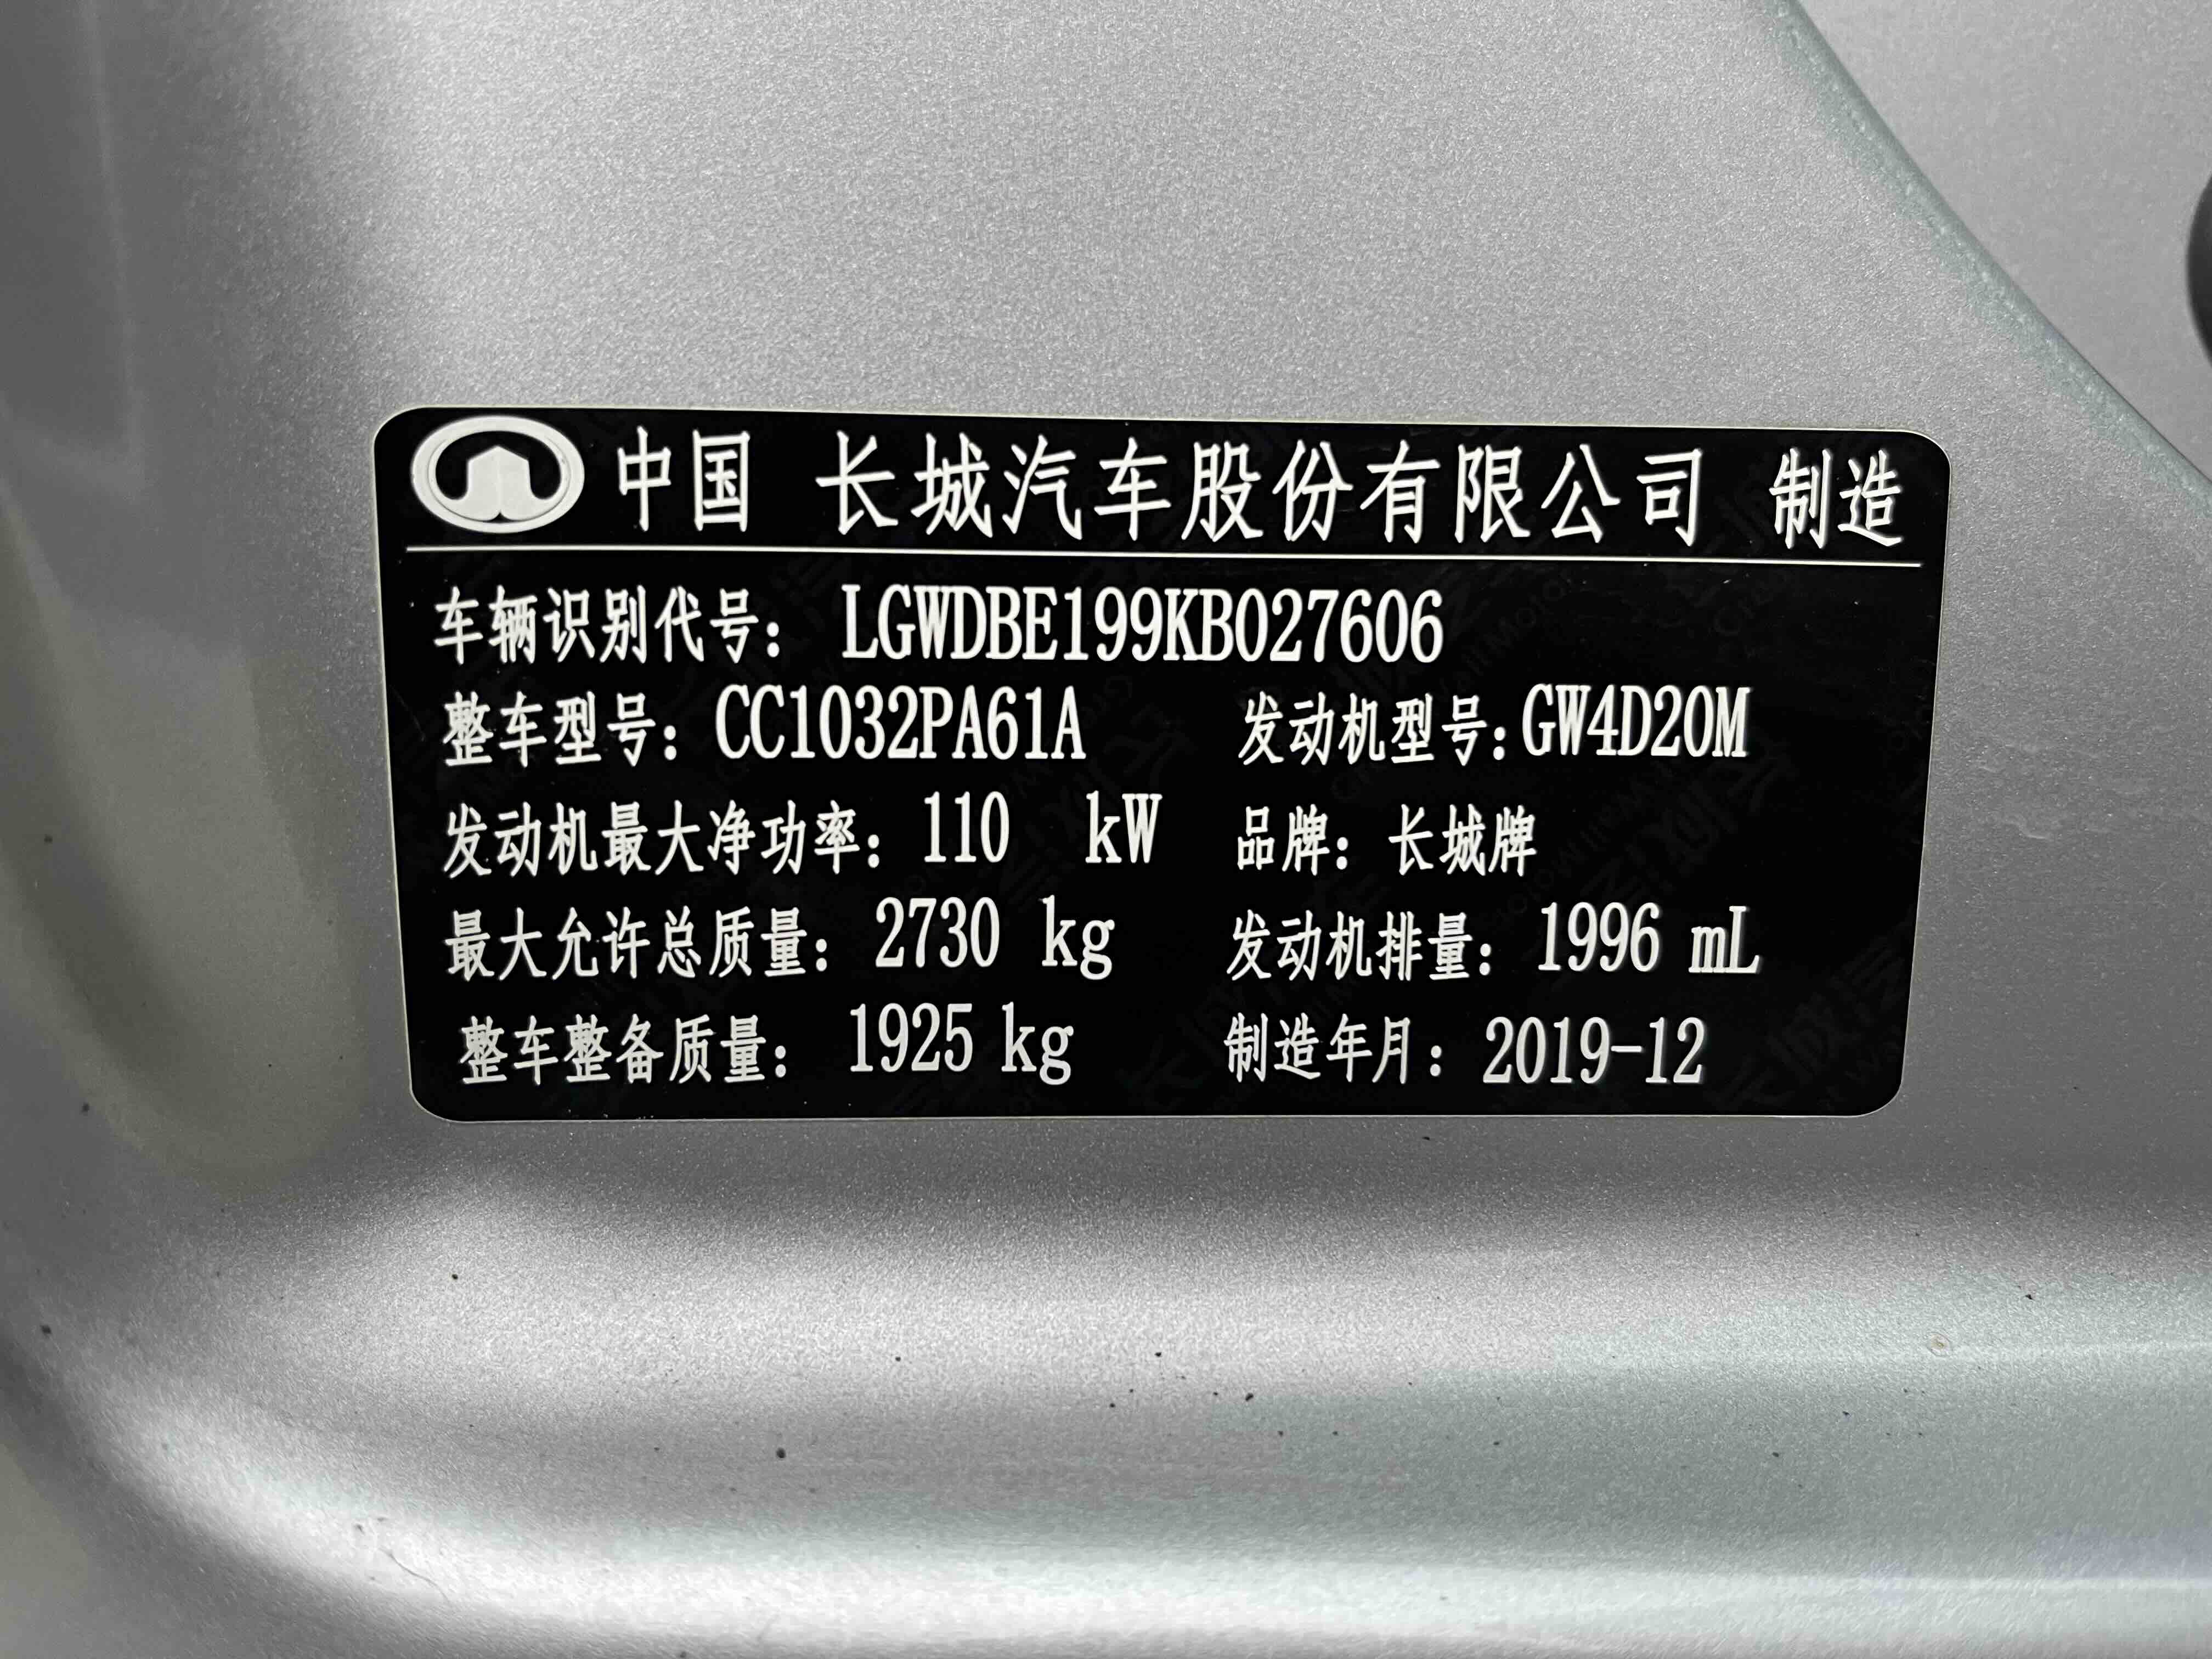 中国 长城汽车股份有限公司 制造
车辆识别代号：LGWDBE199KB027606
整车型号：CC1032PA61A 发动机型号：GW4D20M
发动机最大净功率：110 kW 品牌：长城牌
最大允许总质量：2730 kg 发动机排量：1996 mL
整车整备质量：1925 kg 制造年月：2019-12